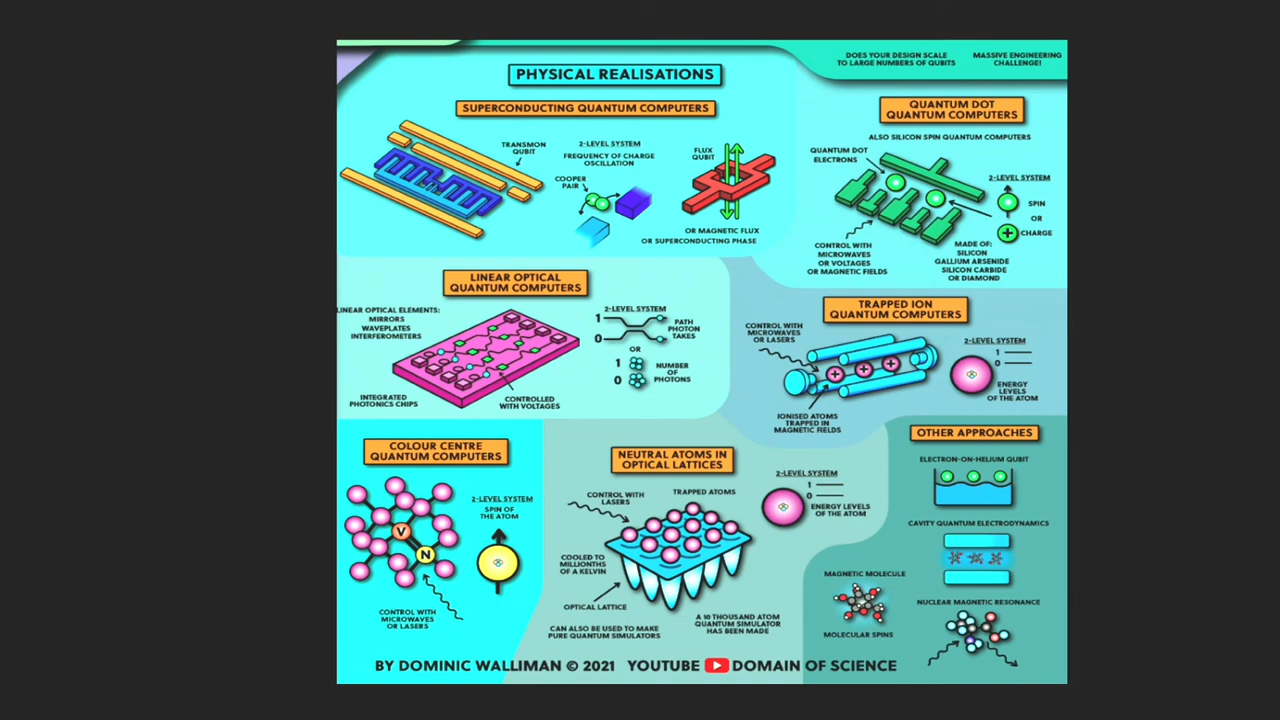 DOES YOUR DESIGN SCALE
TO LARGE NUMBERS OF QUBITS
MASSIVE ENGINEERING
CHALLENGE!
PHYSICAL REALISATIONS
SUPERCONDUCTING QUANTUM COMPUTERS
TRANSMON
QUBIT
2-LEVEL SYSTEM
FREQUENCY OF CHARGE
OSCILLATION
COOPER
PAIR
FLUX
QUBIT
OR MAGNETIC FLUX
OR SUPERCONDUCTING PHASE
QUANTUM DOT
QUANTUM COMPUTERS
ALSO SILICON SPIN QUANTUM COMPUTERS
QUANTUM DOT
ELECTRONS
2-LEVEL SYSTEM
SPIN
OR
+
CHARGE
CONTROL WITH
MICROWAVES
OR VOLTAGES
OR MAGNETIC FIELDS
MADE OF:
SILICON
GALLIUM ARSENIDE
SILICON CARBIDE
OR DIAMOND
LINEAR OPTICAL
QUANTUM COMPUTERS
LINEAR OPTICAL ELEMENTS:
MIRRORS
WAVEPLATES
INTERFEROMETERS
INTEGRATED
PHOTONICS CHIPS
CONTROLLED
WITH VOLTAGES
2-LEVEL SYSTEM
1
0
PATH
PHOTON
TAKES
OR
1
0
NUMBER
OF
PHOTONS
TRAPPED ION
QUANTUM COMPUTERS
CONTROL WITH
MICROWAVES
OR LASERS
+ + +
IONISED ATOMS
TRAPPED IN
MAGNETIC FIELDS
2-LEVEL SYSTEM
1
0
ENERGY
LEVELS
OF THE ATOM
COLOUR CENTRE
QUANTUM COMPUTERS
V
N
2-LEVEL SYSTEM
SPIN OF
THE ATOM
CONTROL WITH
MICROWAVES
OR LASERS
NEUTRAL ATOMS IN
OPTICAL LATTICES
CONTROL WITH
LASERS
TRAPPED ATOMS
2-LEVEL SYSTEM
1
0
ENERGY LEVELS
OF THE ATOM
COOLED TO
MILLIONTHS
OF A KELVIN
OPTICAL LATTICE
CAN ALSO BE USED TO MAKE
PURE QUANTUM SIMULATORS
A 10 THOUSAND ATOM
QUANTUM SIMULATOR
HAS BEEN MADE
OTHER APPROACHES
ELECTRON-ON-HELIUM QUBIT
CAVITY QUANTUM ELECTRODYNAMICS
MAGNETIC MOLECULE
MOLECULAR SPINS
NUCLEAR MAGNETIC RESONANCE
BY DOMINIC WALLIMAN © 2021 YOUTUBE DOMAIN OF SCIENCE